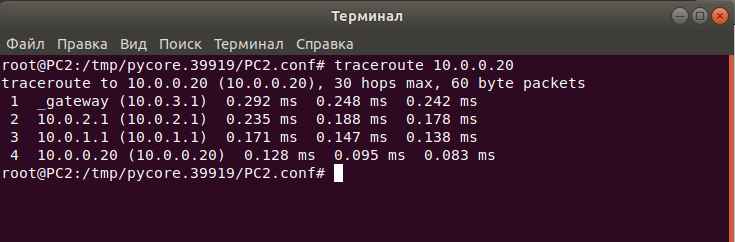 Терминал
Файл Правка Вид Поиск Терминал Справка
root@PC2:/tmp/pycore.39919/PC2.conf# traceroute 10.0.0.20
traceroute to 10.0.0.20 (10.0.0.20), 30 hops max, 60 byte packets
 1  _gateway (10.0.3.1)  0.292 ms  0.248 ms  0.242 ms
 2  10.0.2.1 (10.0.2.1)  0.235 ms  0.188 ms  0.178 ms
 3  10.0.1.1 (10.0.1.1)  0.171 ms  0.147 ms  0.138 ms
 4  10.0.0.20 (10.0.0.20)  0.128 ms  0.095 ms  0.083 ms
root@PC2:/tmp/pycore.39919/PC2.conf#